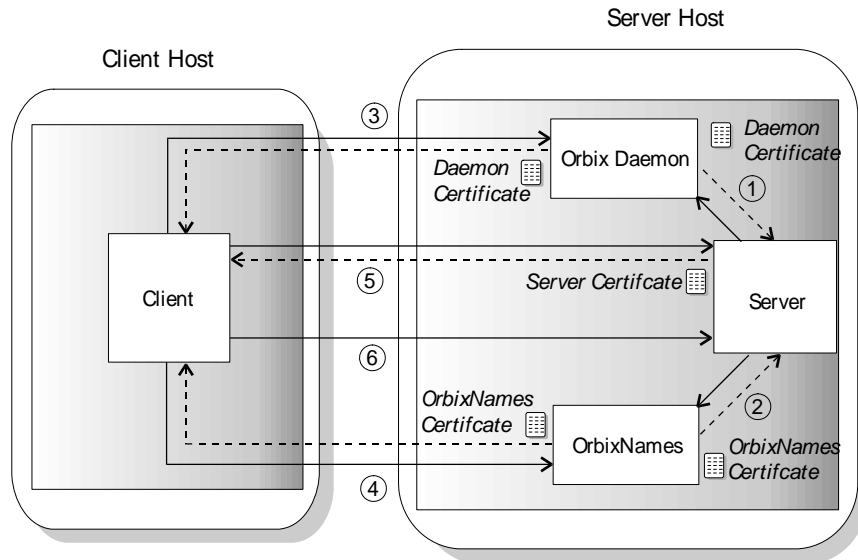 Server Host
Client Host
③
Orbix Daemon
Daemon
Certificate
Daemon
Certificate
①
Client
⑤
Server Certifcate
Server
⑥
OrbixNames
Certifcate
②
OrbixNames
OrbixNames
Certifcate
④